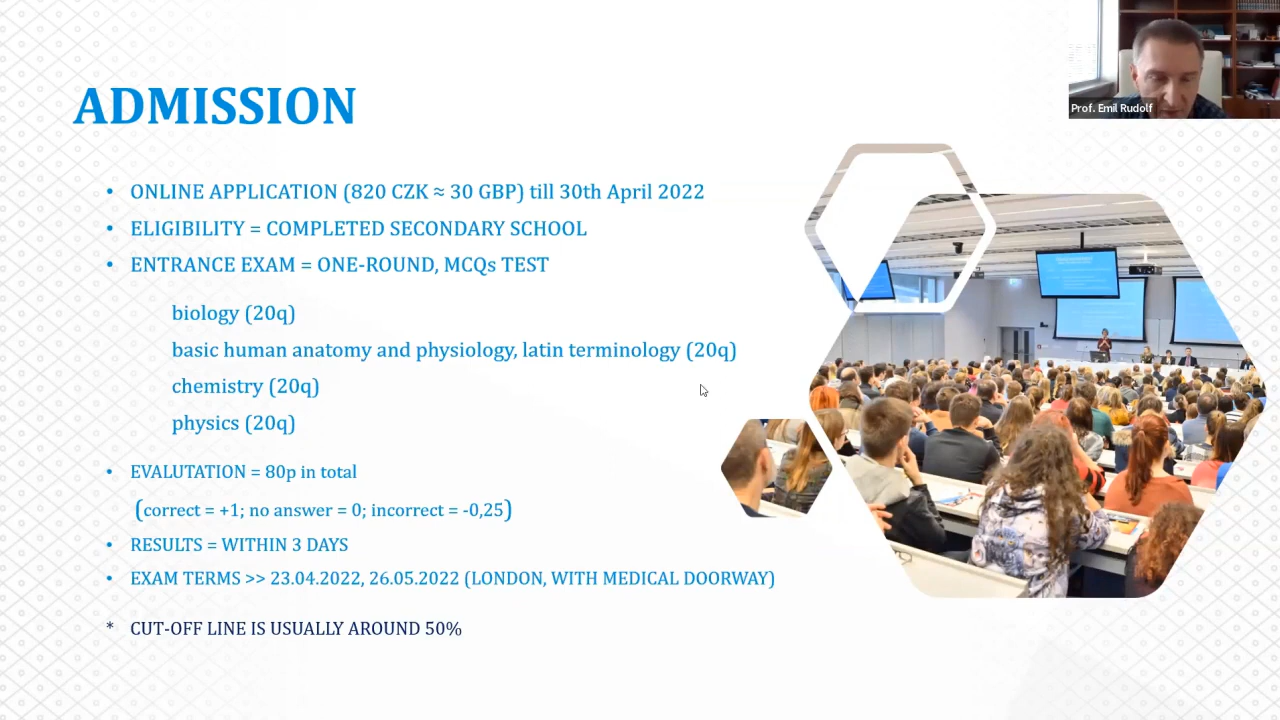 Prof. Emil Rudolf
ADMISSION
• ONLINE APPLICATION (820 CZK ≈ 30 GBP) till 30th April 2022
• ELIGIBILITY = COMPLETED SECONDARY SCHOOL
• ENTRANCE EXAM = ONE-ROUND, MCQs TEST
biology (20q)
basic human anatomy and physiology, latin terminology (20q)
chemistry (20q)
physics (20q)
• EVALUTATION = 80p in total
(correct = +1; no answer = 0; incorrect = -0,25)
• RESULTS = WITHIN 3 DAYS
• EXAM TERMS >> 23.04.2022, 26.05.2022 (LONDON, WITH MEDICAL DOORWAY)
* CUT-OFF LINE IS USUALLY AROUND 50%